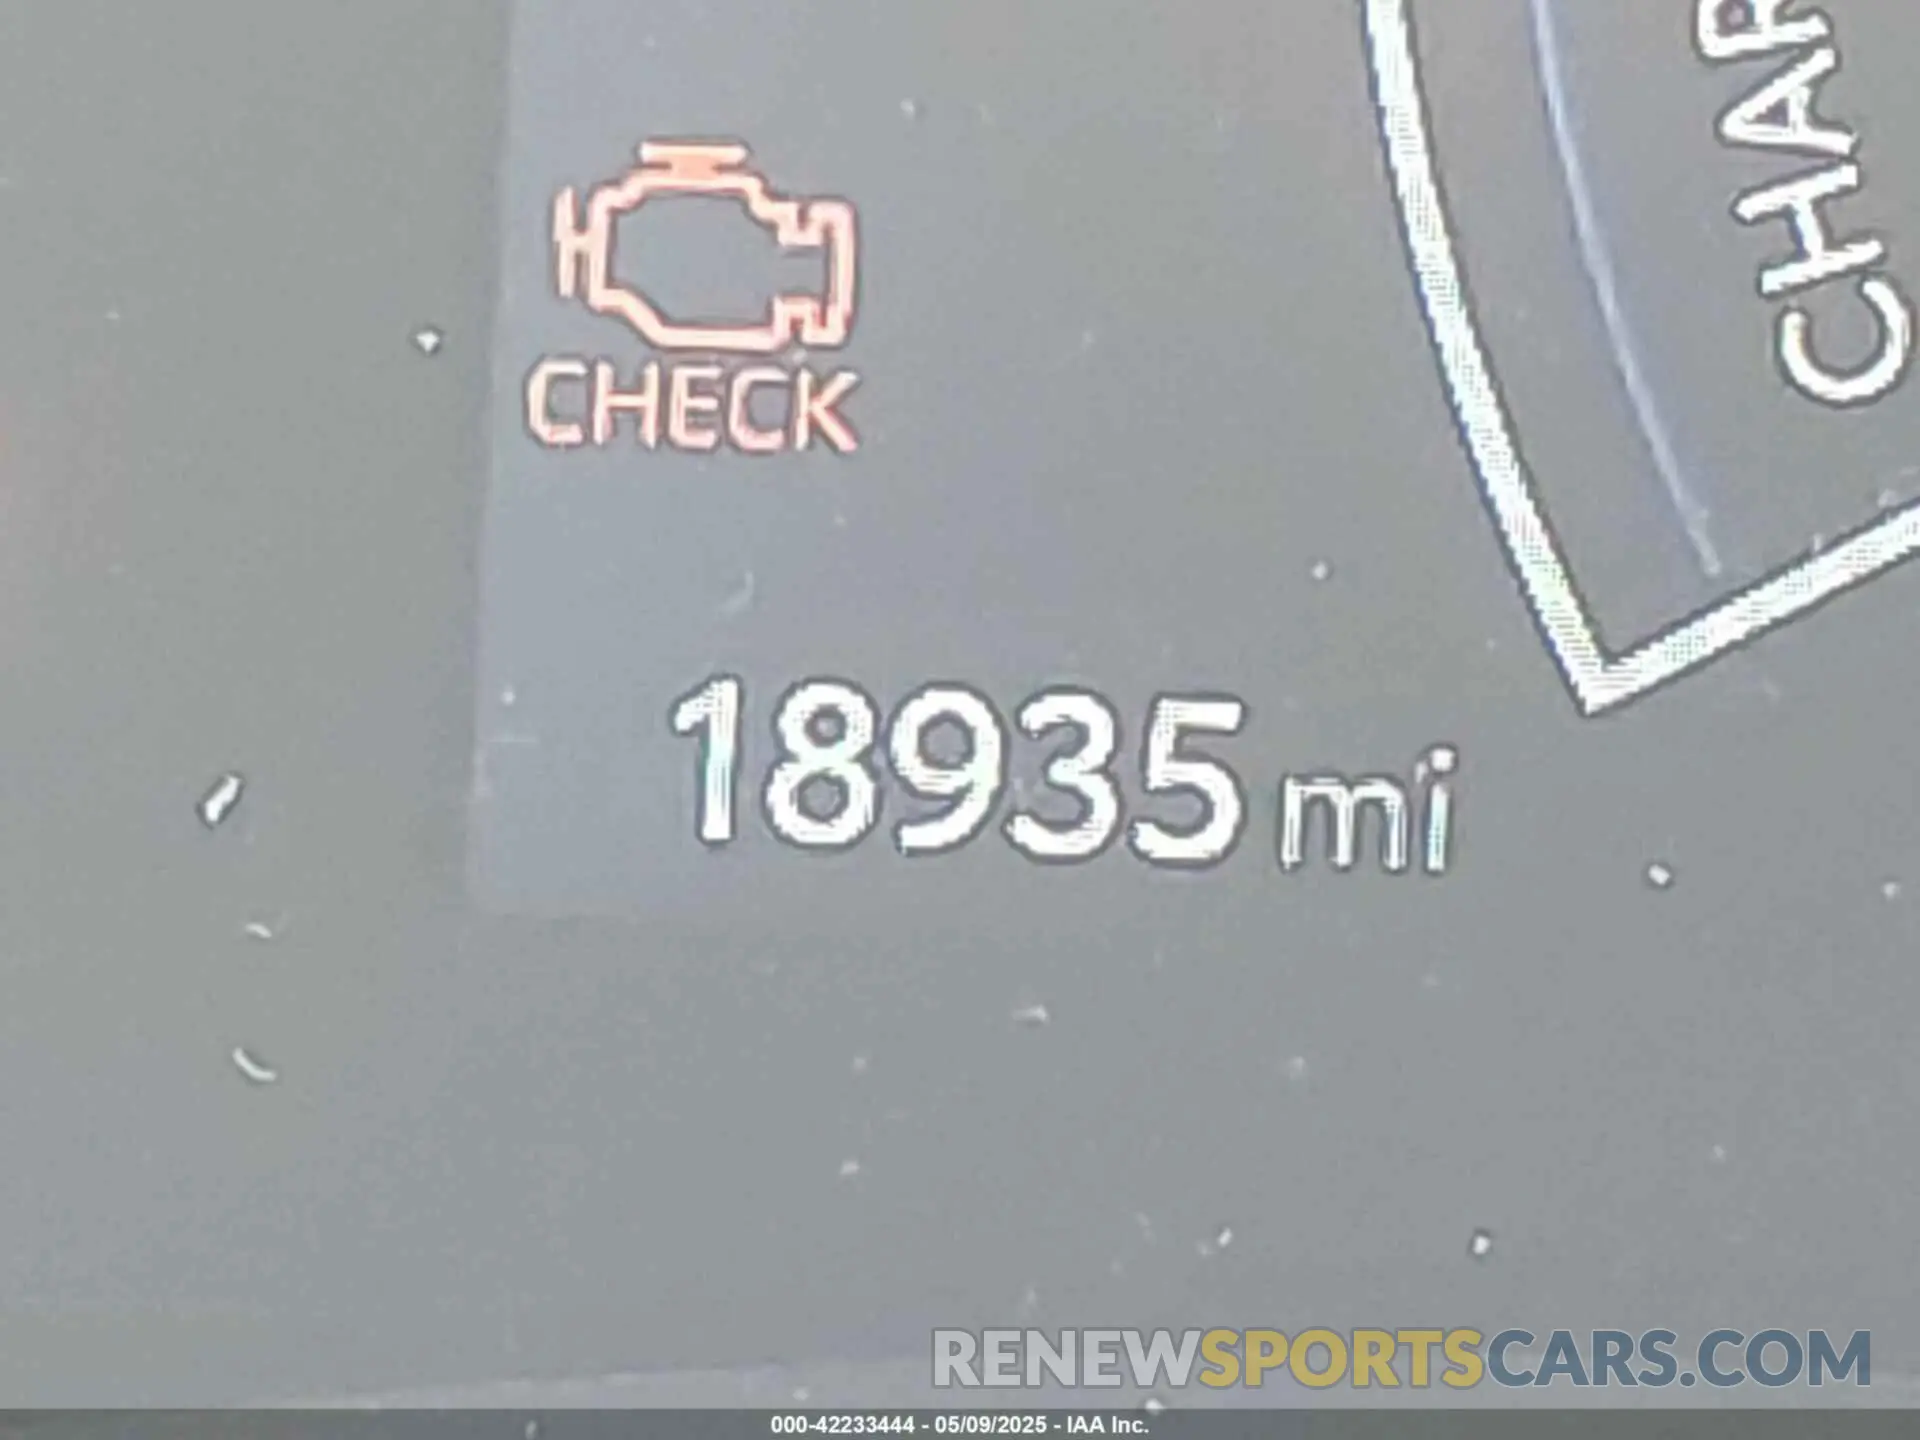 CHAR
CHECK
18935 mi
RENEWSPORTSCARS.COM
000-42233444 - 05/09/2025 - IAA Inc.